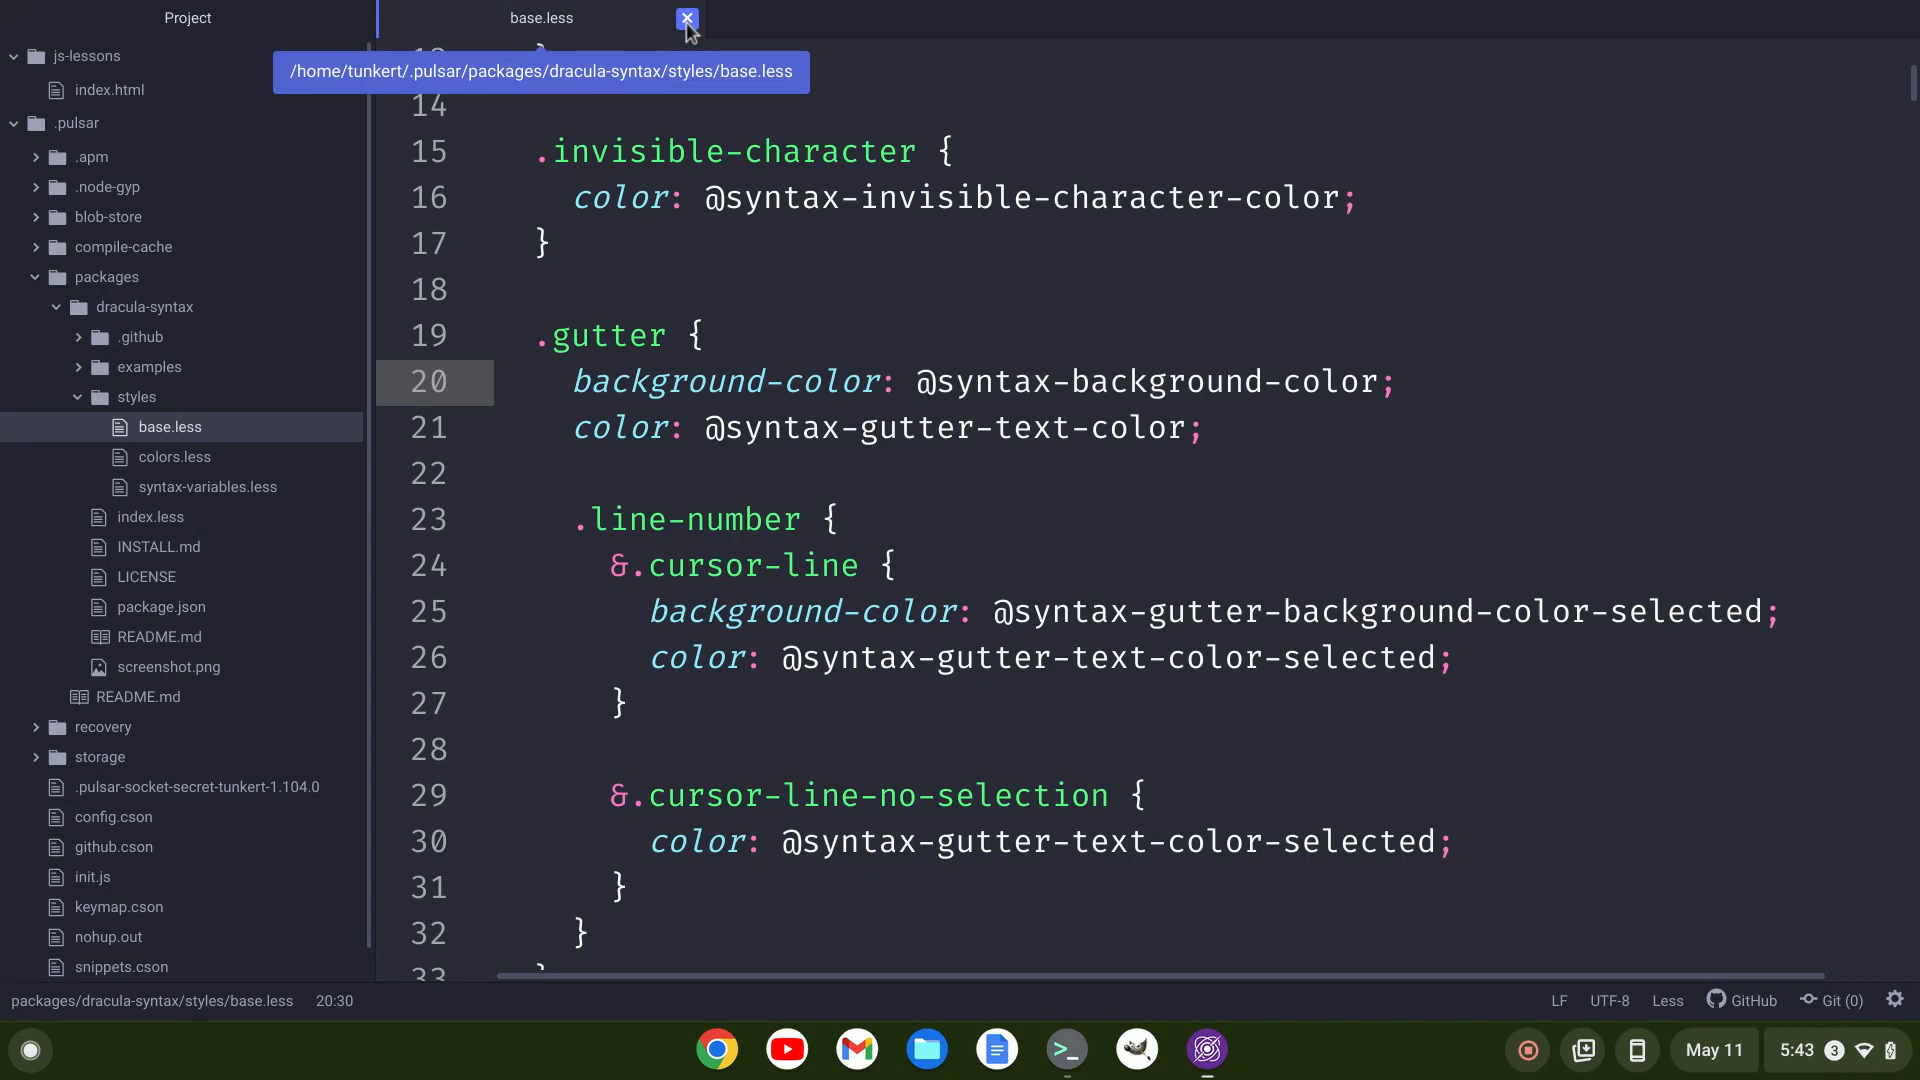 Project
base.less
/home/tunkert/.pulsar/packages/dracula-syntax/styles/base.less
js-lessons
index.html
.pulsar
.apm
.node-gyp
blob-store
compile-cache
packages
dracula-syntax
.github
examples
styles
base.less
colors.less
syntax-variables.less
index.less
INSTALL.md
LICENSE
package.json
README.md
screenshot.png
README.md
recovery
storage
.pulsar-socket-secret-tunkert-1.104.0
config.cson
github.cson
init.js
keymap.cson
nohup.out
snippets.cson
13 }
14
15 .invisible-character {
16 color: @syntax-invisible-character-color;
17 }
18
19 .gutter {
20 background-color: @syntax-background-color;
21 color: @syntax-gutter-text-color;
22
23 .line-number {
24 &.cursor-line {
25 background-color: @syntax-gutter-background-color-selected;
26 color: @syntax-gutter-text-color-selected;
27 }
28
29 &.cursor-line-no-selection {
30 color: @syntax-gutter-text-color-selected;
31 }
32 }
33 }
packages/dracula-syntax/styles/base.less 20:30 LF UTF-8 Less GitHub Git (0)
May 11 5:43 3